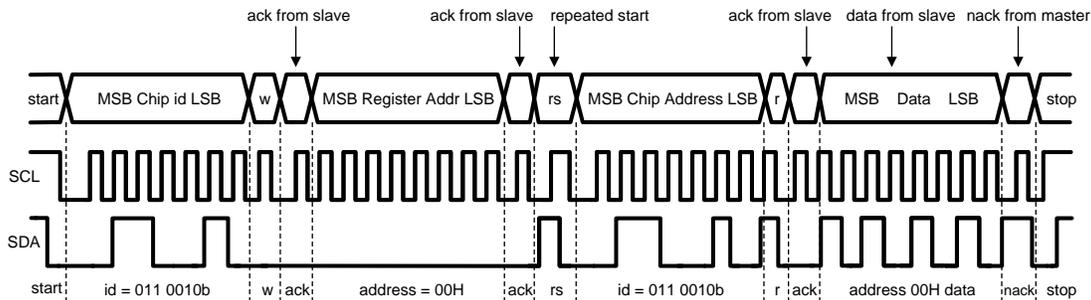 ack from slave ack from slave repeated start ack from slave data from slave nack from master
start MSB Chip id LSB w MSB Register Addr LSB rs MSB Chip Address LSB r MSB Data LSB stop
SCL
SDA
start id = 011 0010b w ack address = 00H ack rs id = 011 0010b r ack address 00H data nack stop